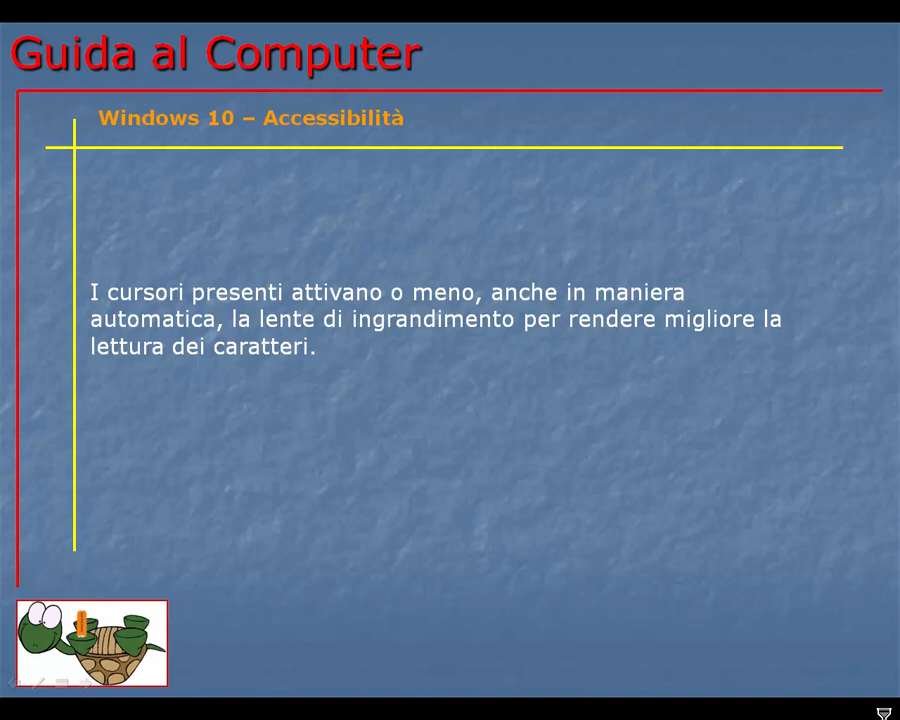 Guida al Computer
Windows 10 – Accessibilità
I cursori presenti attivano o meno, anche in maniera
automatica, la lente di ingrandimento per rendere migliore la
lettura dei caratteri.